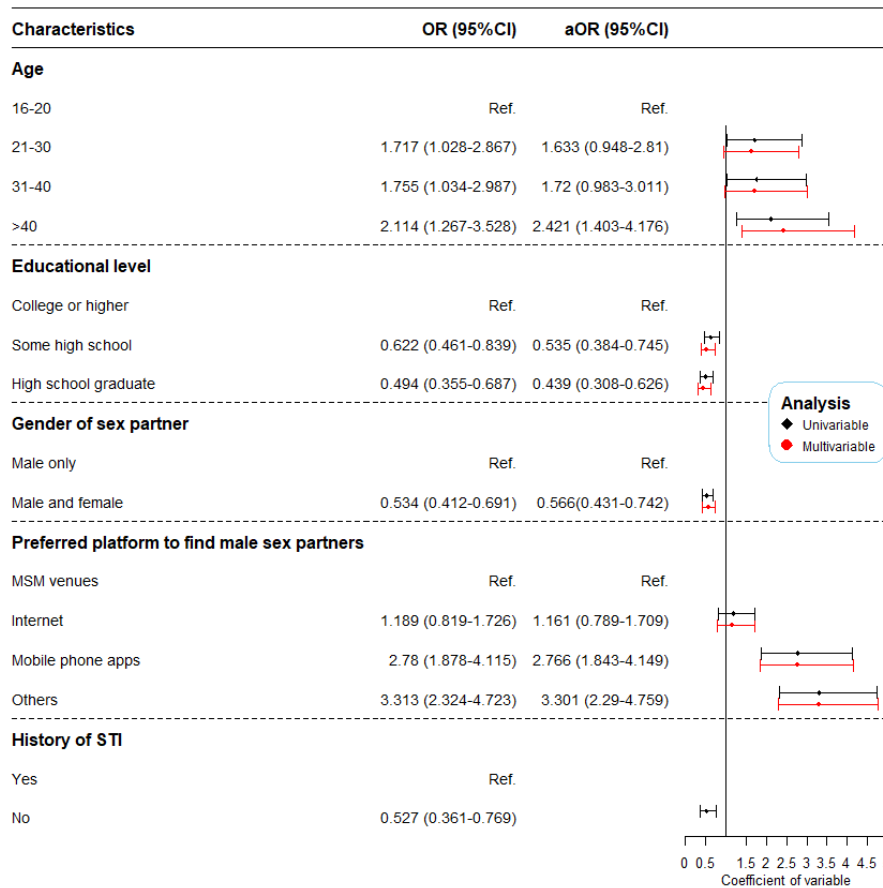 Characteristics OR (95%CI) aOR (95%CI)
Age
16-20 Ref. Ref.
21-30 1.717 (1.028-2.867) 1.633 (0.948-2.81)
31-40 1.755 (1.034-2.987) 1.72 (0.983-3.011)
>40 2.114 (1.267-3.528) 2.421 (1.403-4.176)
Educational level
College or higher Ref. Ref.
Some high school 0.622 (0.461-0.839) 0.535 (0.384-0.745)
High school graduate 0.494 (0.355-0.687) 0.439 (0.308-0.626)
Analysis
Univariable
Multivariable
Gender of sex partner
Male only Ref. Ref.
Male and female 0.534 (0.412-0.691) 0.566(0.431-0.742)
Preferred platform to find male sex partners
MSM venues Ref. Ref.
Internet 1.189 (0.819-1.726) 1.161 (0.789-1.709)
Mobile phone apps 2.78 (1.878-4.115) 2.766 (1.843-4.149)
Others 3.313 (2.324-4.723) 3.301 (2.29-4.759)
History of STI
Yes Ref.
No 0.527 (0.361-0.769)
0 0.5 1.5 2 2.5 3 3.5 4 4.5
Coefficient of variable